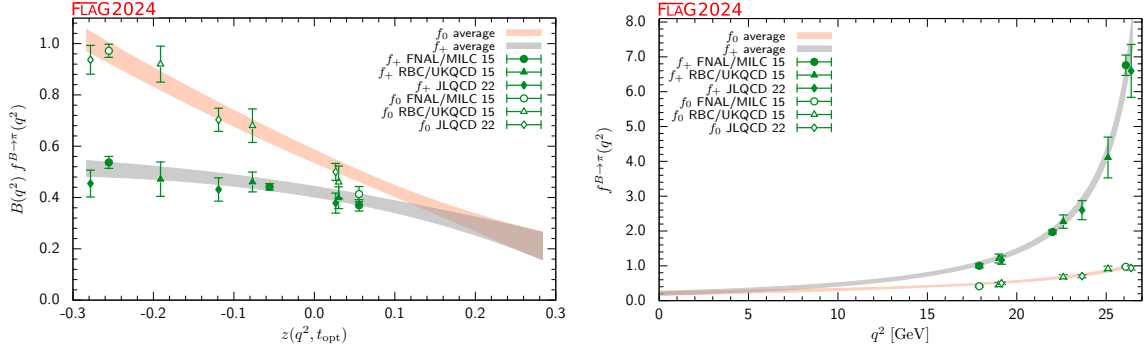 FLAG2024
B(q²) f^{B→π}(q²)
1.0
0.8
0.6
0.4
0.2
0.0
-0.3
-0.2
-0.1
0.0
0.1
0.2
0.3
z(q², t_opt)
f₀ average
f₊ average
f₊ FNAL/MILC 15
f₊ RBC/UKQCD 15
f₊ JLQCD 22
f₀ FNAL/MILC 15
f₀ RBC/UKQCD 15
f₀ JLQCD 22
FLAG2024
f^{B→π}(q²)
8.0
7.0
6.0
5.0
4.0
3.0
2.0
1.0
0.0
0
5
10
15
20
25
q² [GeV]
f₀ average
f₊ average
f₊ FNAL/MILC 15
f₊ RBC/UKQCD 15
f₊ JLQCD 22
f₀ FNAL/MILC 15
f₀ RBC/UKQCD 15
f₀ JLQCD 22